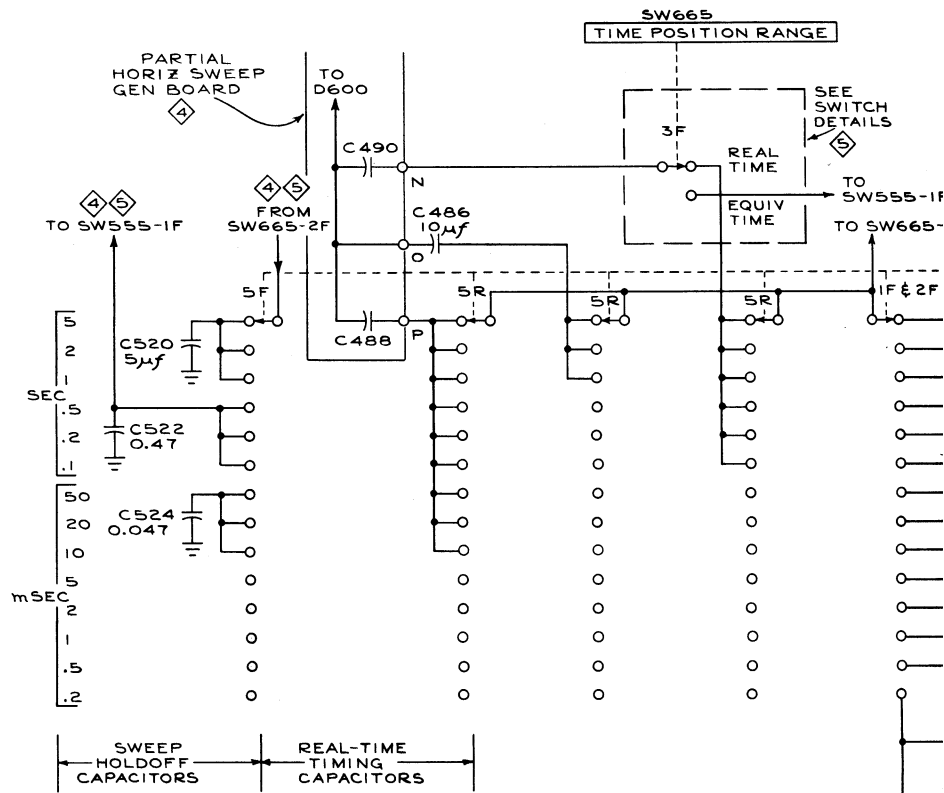 SW665
TIME POSITION RANGE
PARTIAL
HORIZ SWEEP
GEN BOARD
4
TO
D600
SEE
SWITCH
DETAILS
5
3F
C490
REAL
TIME
N
4 5
TO SW555-1F
4 5
FROM
SW665-2F
C486
10µf
EQUIV
TIME
TO
SW555-1F
TO SW665-
O
5F
5R
5R
5R
1F & 2F
C488
P
C520
5µf
5
2
1
SEC
.5
.2
.1
C522
0.47
50
20
10
5
mSEC
2
1
.5
.2
C524
0.047
SWEEP
HOLDOFF
CAPACITORS
REAL-TIME
TIMING
CAPACITORS